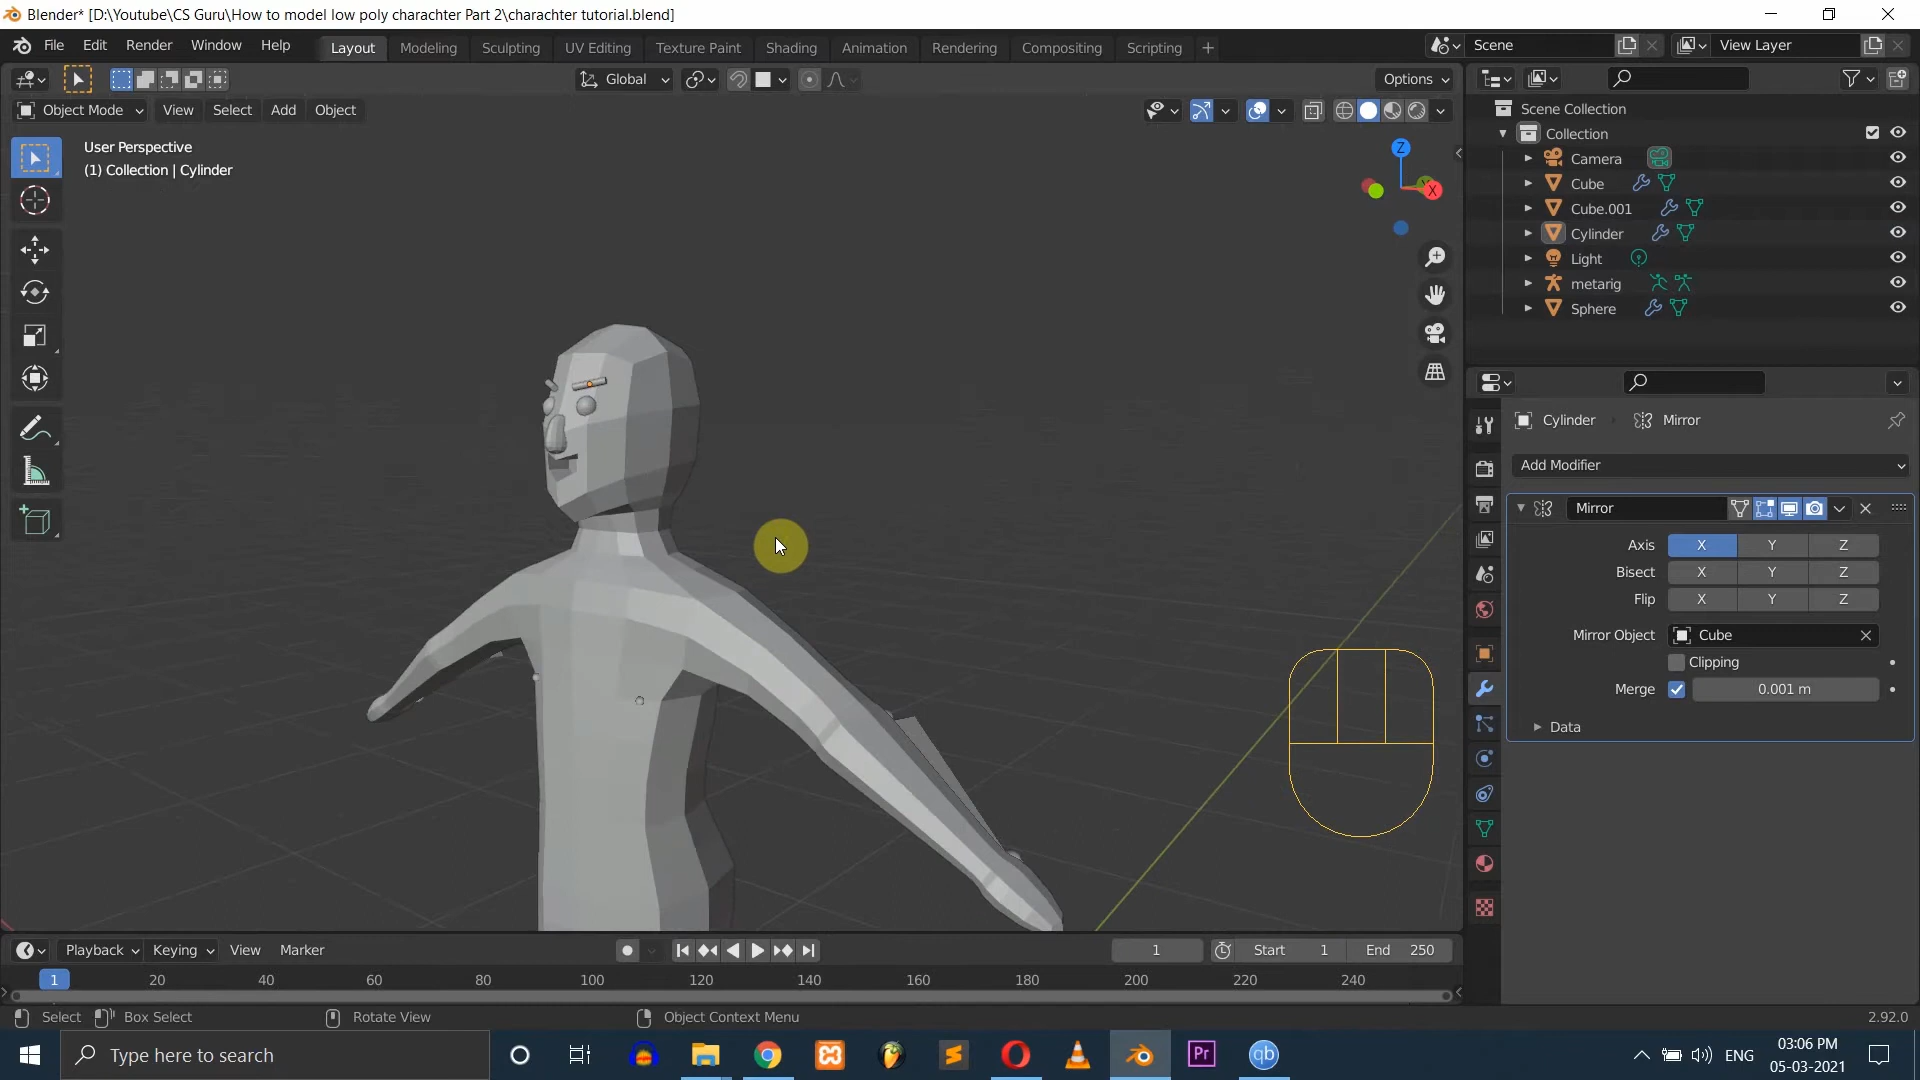 Blender* [D:\Youtube\CS Guru\How to model low poly charachter Part 2\charachter tutorial.blend]
File Edit Render Window Help Layout Modeling Sculpting UV Editing Texture Paint Shading Animation Rendering Compositing Scripting + Scene View Layer
Global Options
Object Mode View Select Add Object
User Perspective
(1) Collection | Cylinder
Z
X
Scene Collection
Collection
Camera
Cube
Cube.001
Cylinder
Light
metarig
Sphere
Cylinder Mirror
Add Modifier
Mirror
Axis X Y Z
Bisect X Y Z
Flip X Y Z
Mirror Object Cube
Clipping
Merge 0.001 m
Data
Playback Keying View Marker 1 Start 1 End 250
1 20 40 60 80 100 120 140 160 180 200 220 240
Select Box Select Rotate View Object Context Menu 2.92.0
Type here to search
Pr
qb
ENG
03:06 PM
05-03-2021